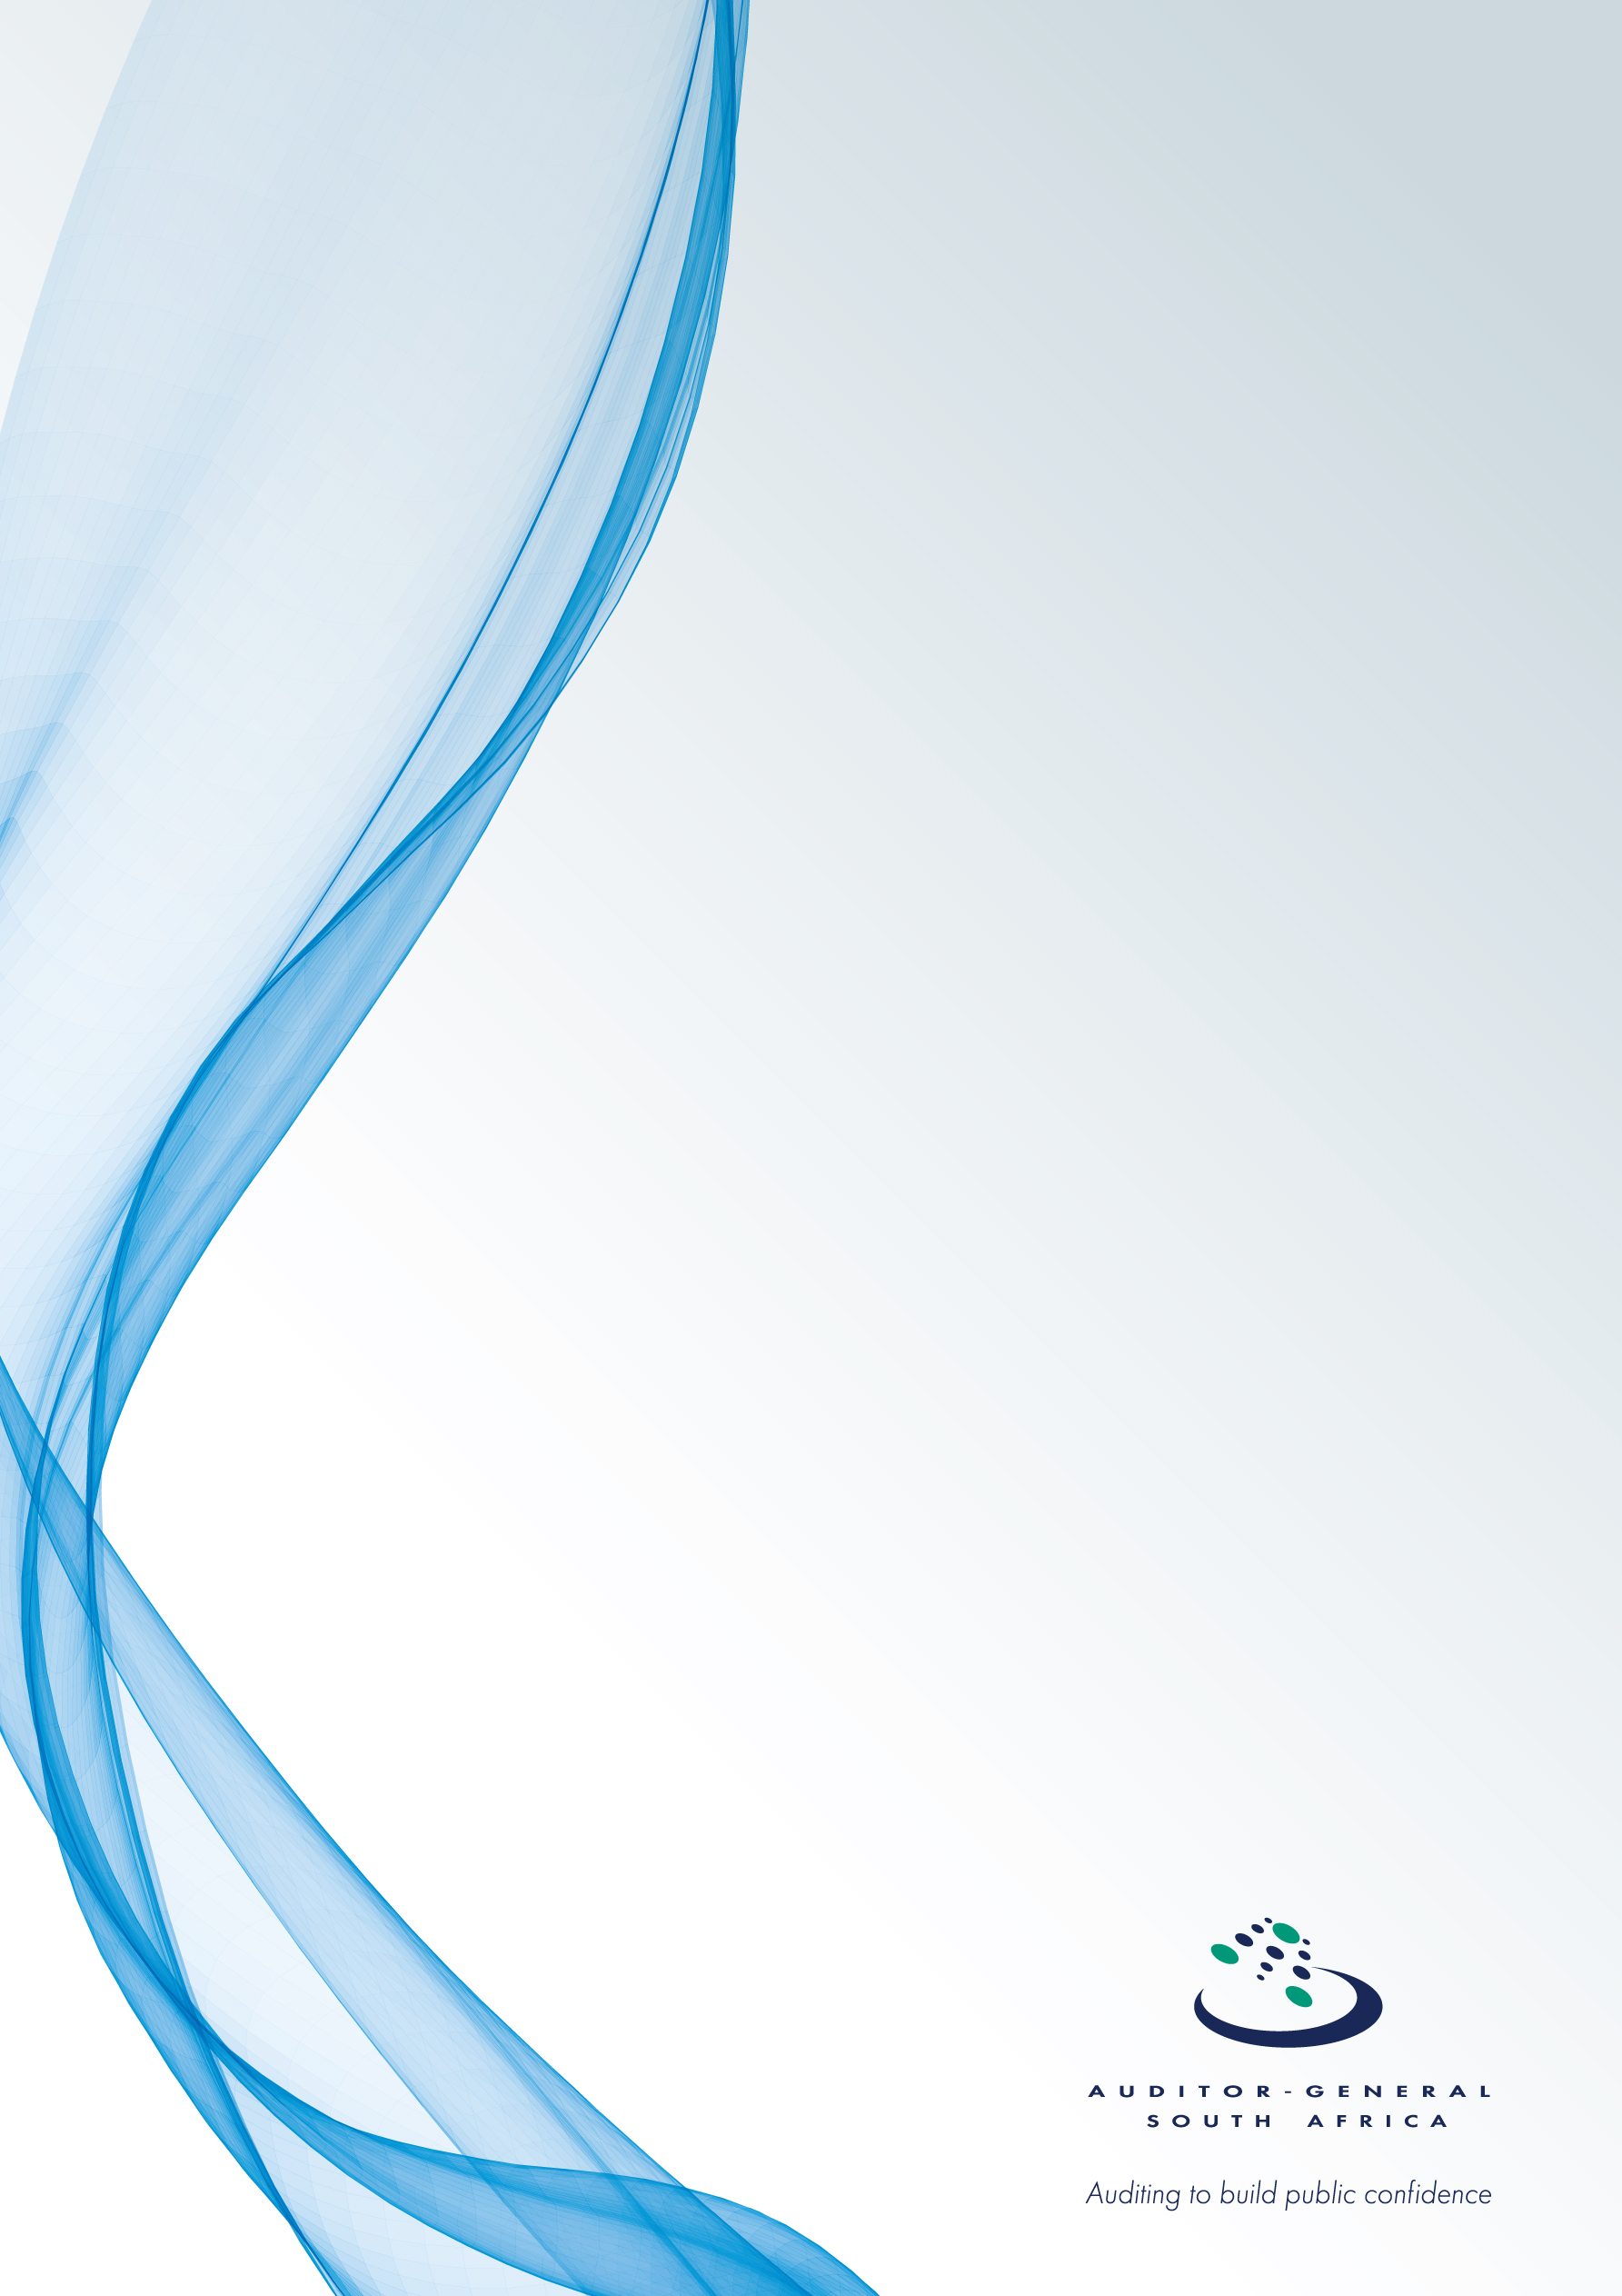 AUDITOR-GENERAL
SOUTH AFRICA
Auditing to build public confidence